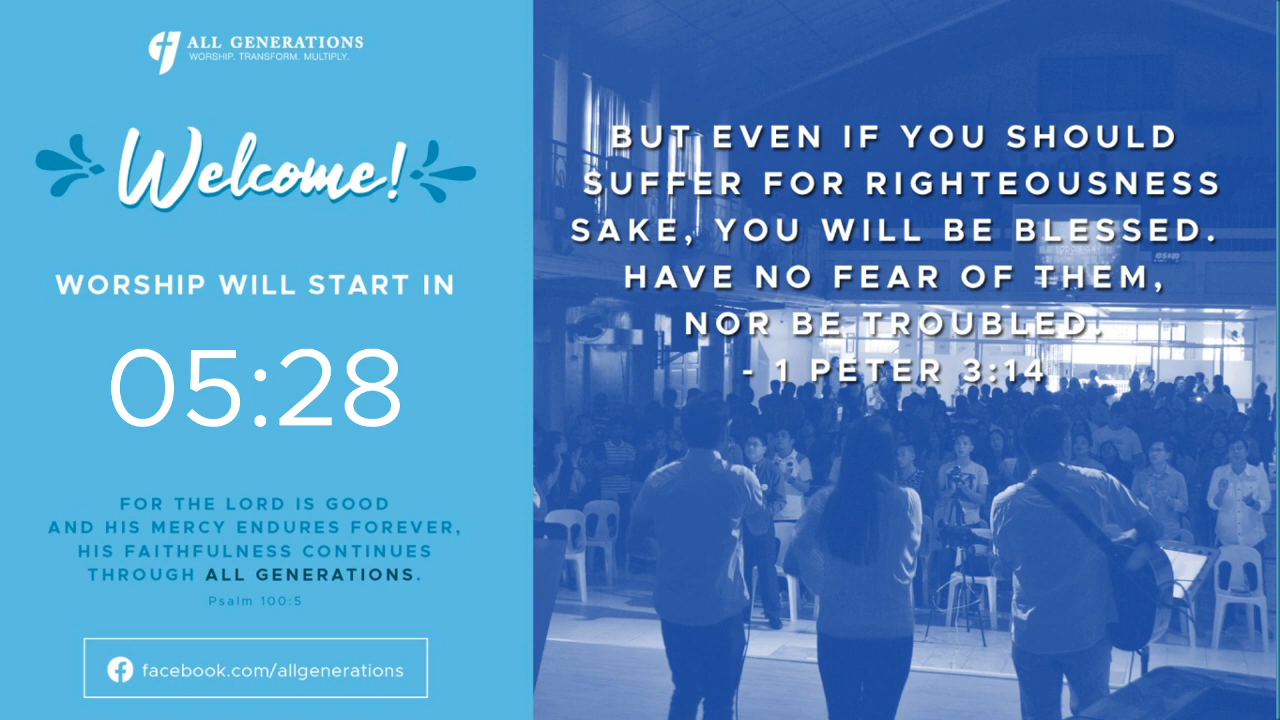 ALL GENERATIONS
WORSHIP. TRANSFORM. MULTIPLY.
Welcome!
WORSHIP WILL START IN
05:28
FOR THE LORD IS GOOD
AND HIS MERCY ENDURES FOREVER,
HIS FAITHFULNESS CONTINUES
THROUGH ALL GENERATIONS.
Psalm 100:5
facebook.com/allgenerations
BUT EVEN IF YOU SHOULD
SUFFER FOR RIGHTEOUSNESS
SAKE, YOU WILL BE BLESSED.
HAVE NO FEAR OF THEM,
NOR BE TROUBLED.
- 1 PETER 3:14